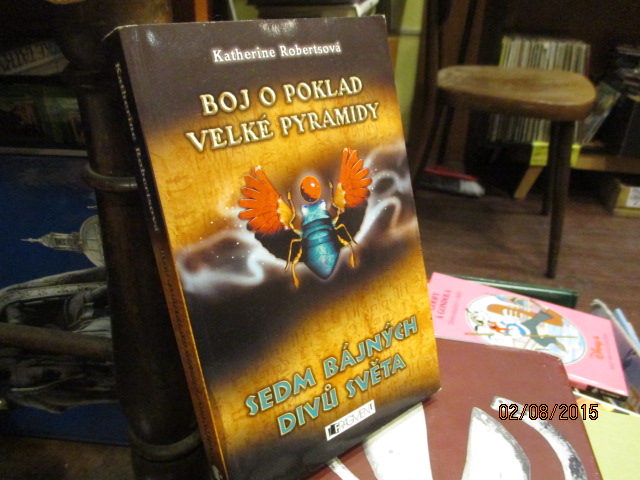 Katherine Robertsová
BOJ O POKLAD
VELKÉ PYRAMIDY
SEDM BÁJNÝCH
DIVŮ SVĚTA
FRAGMENT
02/08/2015